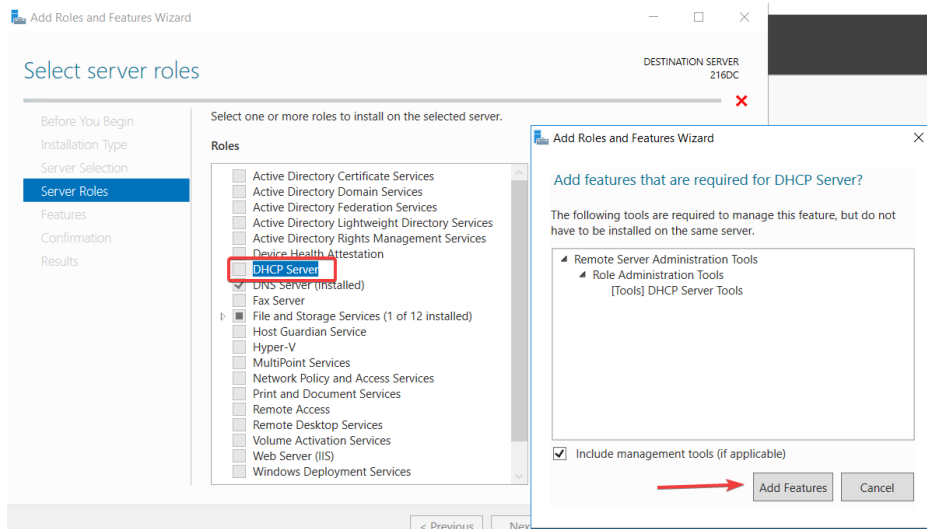 Add Roles and Features Wizard
Select server roles
DESTINATION SERVER
216DC
Before You Begin
Installation Type
Server Selection
Server Roles
Features
Confirmation
Results
Select one or more roles to install on the selected server.
Roles
Active Directory Certificate Services
Active Directory Domain Services
Active Directory Federation Services
Active Directory Lightweight Directory Services
Active Directory Rights Management Services
Device Health Attestation
DHCP Server
DNS Server (Installed)
Fax Server
File and Storage Services (1 of 12 installed)
Host Guardian Service
Hyper-V
MultiPoint Services
Network Policy and Access Services
Print and Document Services
Remote Access
Remote Desktop Services
Volume Activation Services
Web Server (IIS)
Windows Deployment Services
< Previous
Nex
Add Roles and Features Wizard
Add features that are required for DHCP Server?
The following tools are required to manage this feature, but do not
have to be installed on the same server.
Remote Server Administration Tools
Role Administration Tools
[Tools] DHCP Server Tools
Include management tools (if applicable)
Add Features
Cancel